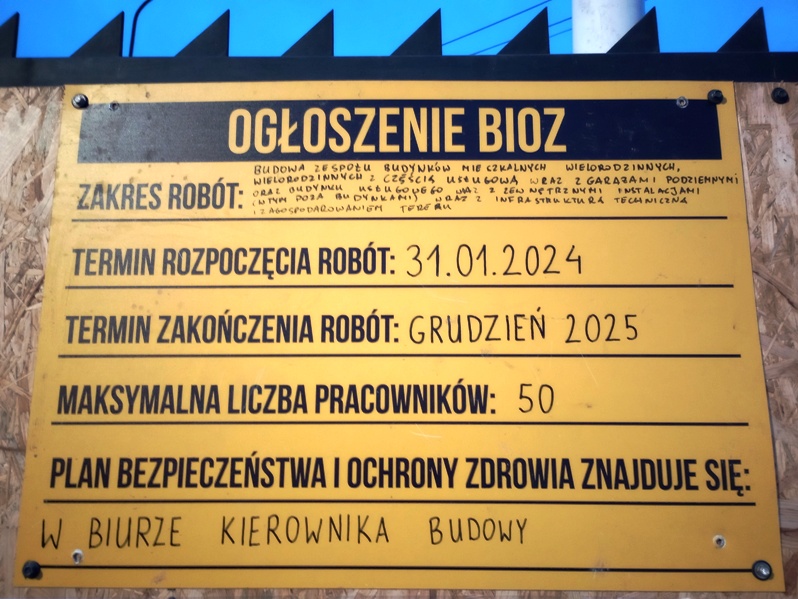 OGŁOSZENIE BIOZ
ZAKRES ROBÓT:
BUDOWA ZESPOŁU BUDYNKÓW MIESZKALNYCH WIELORODZINNYCH,
WIELORODZINNYCH Z CZĘŚCIĄ USŁUGOWĄ WRAZ Z GARAŻAMI PODZIEMNYMI
ORAZ BUDYNKU USŁUGOWEGO WRAZ Z ZEWNĘTRZNYMI INSTALACJAMI
(W TYM POZA BUDYNKAMI) WRAZ Z INFRASTRUKTURĄ TECHNICZNĄ
I ZAGOSPODAROWANIEM TERENU
TERMIN ROZPOCZĘCIA ROBÓT: 31.01.2024
TERMIN ZAKOŃCZENIA ROBÓT: GRUDZIEŃ 2025
MAKSYMALNA LICZBA PRACOWNIKÓW: 50
PLAN BEZPIECZEŃSTWA I OCHRONY ZDROWIA ZNAJDUJE SIĘ:
W BIURZE KIEROWNIKA BUDOWY